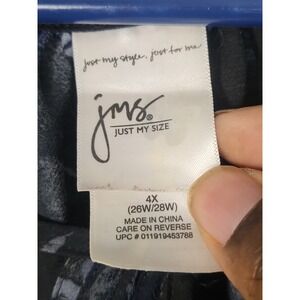 just my style. just for me
jms®
JUST MY SIZE
4X
(26W/28W)
MADE IN CHINA
CARE ON REVERSE
UPC # 011919453788